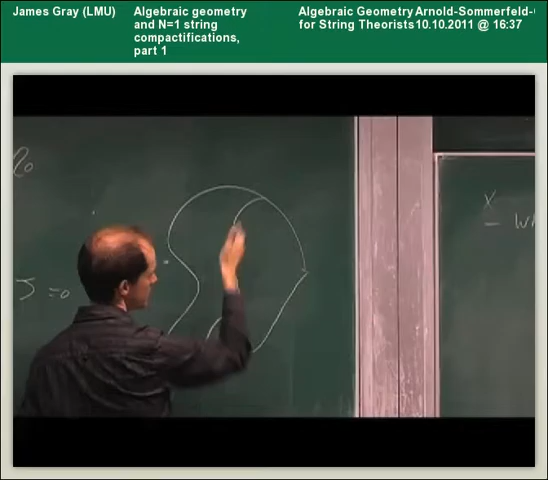 James Gray (LMU)
Algebraic geometry
and N=1 string
compactifications,
part 1
Algebraic Geometry
for String Theorists
Arnold-Sommerfeld-
10.10.2011 @ 16:37
J = 0
X